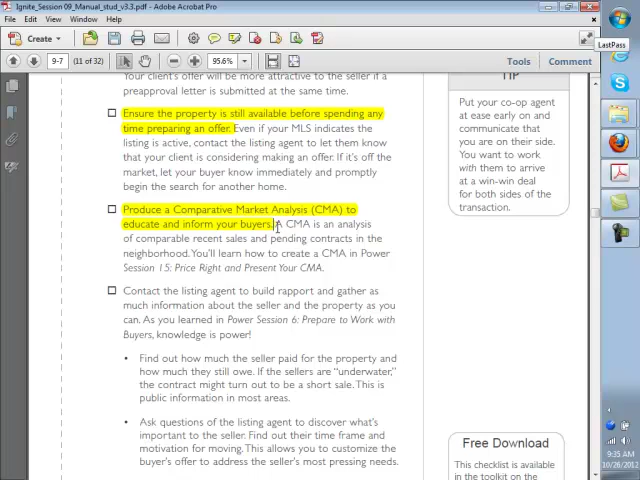 Ignite_Session 09_Manual_stud_v3.3.pdf - Adobe Acrobat Pro
File Edit View Window Help
Create
Customize
9-7 (11 of 32) 95.6% Tools Comment
LastPass
Your client's offer will be more attractive to the seller if a
preapproval letter is submitted at the same time.
Ensure the property is still available before spending any
time preparing an offer. Even if your MLS indicates the
listing is active, contact the listing agent to let them know
that your client is considering making an offer. If it's off the
market, let your buyer know immediately and promptly
begin the search for another home.
Produce a Comparative Market Analysis (CMA) to
educate and inform your buyers. A CMA is an analysis
of comparable recent sales and pending contracts in the
neighborhood. You'll learn how to create a CMA in Power
Session 15: Price Right and Present Your CMA.
Contact the listing agent to build rapport and gather as
much information about the seller and the property as you
can. As you learned in Power Session 6: Prepare to Work with
Buyers, knowledge is power!
• Find out how much the seller paid for the property and
how much they still owe. If the sellers are "underwater,"
the contract might turn out to be a short sale. This is
public information in most areas.
• Ask questions of the listing agent to discover what's
important to the seller. Find out their time frame and
motivation for moving. This allows you to customize the
buyer's offer to address the seller's most pressing needs.
TIP
Put your co-op agent
at ease early on and
communicate that
you are on their side.
You want to work
with them to arrive
at a win-win deal
for both sides of the
transaction.
Free Download
This checklist is available
in the toolkit on the
9:35 AM
10/26/2012